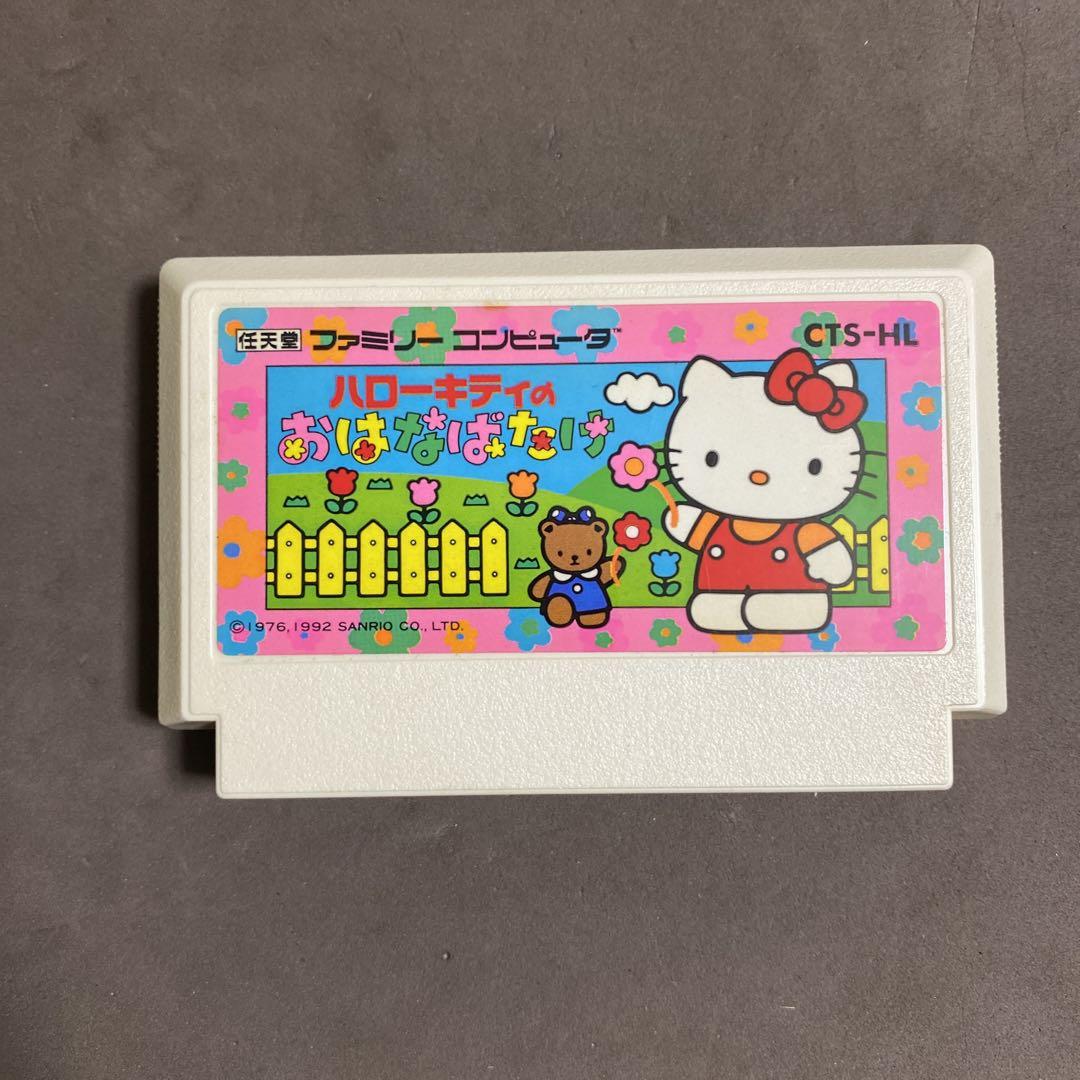 任天堂 ファミリーコンピュータ™
CTS-HL
ハローキティの
おはなばたけ
©1976,1992 SANRIO CO., LTD.